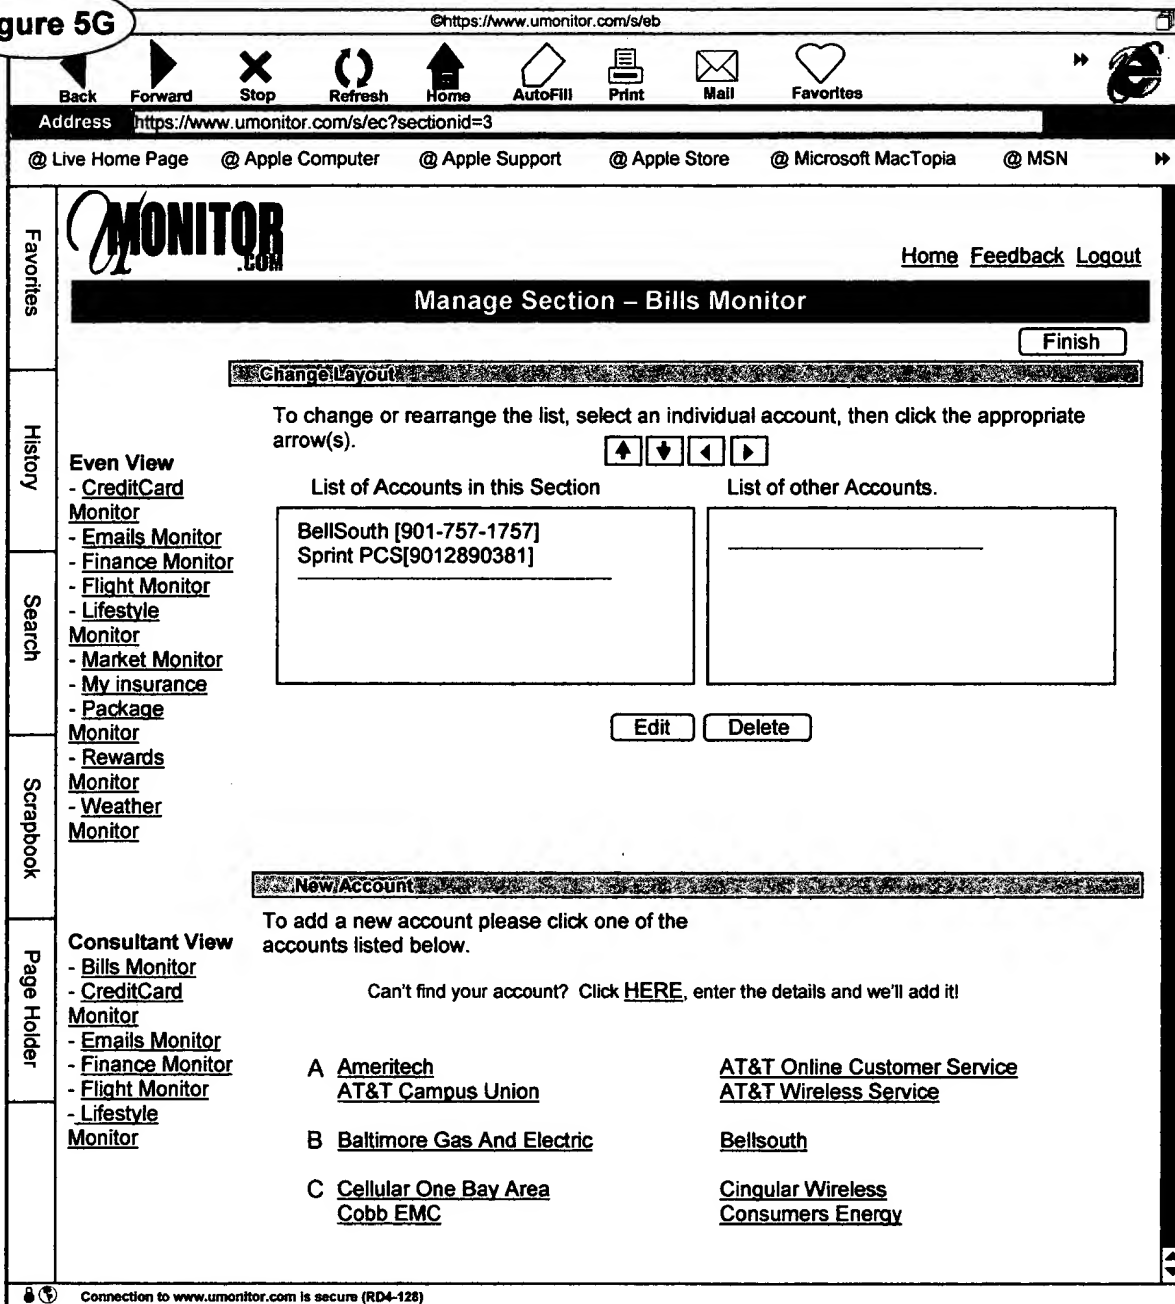 gure 5G
©https://www.umonitor.com/s/eb
Back Forward Stop Refresh Home AutoFill Print Mail Favorites
Address https://www.umonitor.com/s/ec?sectionid=3
@ Live Home Page @ Apple Computer @ Apple Support @ Apple Store @ Microsoft MacTopia @ MSN
Favorites
History
Search
Scrapbook
Page Holder
UMONITOR
.COM
Home Feedback Logout
Manage Section – Bills Monitor
Finish
Change Layout
To change or rearrange the list, select an individual account, then click the appropriate
arrow(s).
List of Accounts in this Section List of other Accounts.
BellSouth [901-757-1757]
Sprint PCS[9012890381]
Edit Delete
Even View
- CreditCard
Monitor
- Emails Monitor
- Finance Monitor
- Flight Monitor
- Lifestyle
Monitor
- Market Monitor
- My insurance
- Package
Monitor
- Rewards
Monitor
- Weather
Monitor
New Account
To add a new account please click one of the
accounts listed below.
Can't find your account? Click HERE, enter the details and we'll add it!
Consultant View
- Bills Monitor
- CreditCard
Monitor
- Emails Monitor
- Finance Monitor
- Flight Monitor
- Lifestyle
Monitor
A Ameritech AT&T Online Customer Service
AT&T Campus Union AT&T Wireless Service
B Baltimore Gas And Electric Bellsouth
C Cellular One Bay Area Cingular Wireless
Cobb EMC Consumers Energy
Connection to www.umonitor.com is secure (RD4-128)